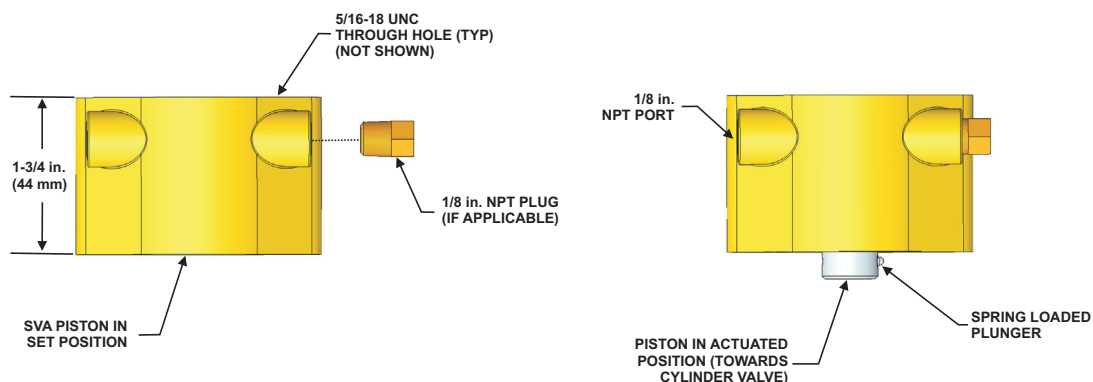 5/16-18 UNC
THROUGH HOLE (TYP)
(NOT SHOWN)
1-3/4 in.
(44 mm)
1/8 in. NPT PLUG
(IF APPLICABLE)
SVA PISTON IN
SET POSITION
1/8 in.
NPT PORT
SPRING LOADED
PLUNGER
PISTON IN ACTUATED
POSITION (TOWARDS
CYLINDER VALVE)